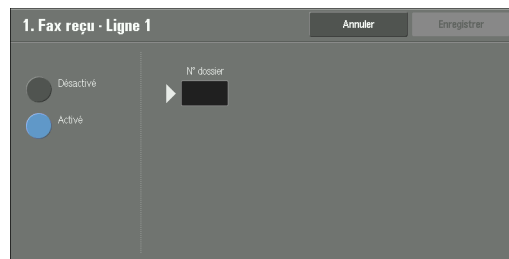 1. Fax reçu - Ligne 1
Annuler
Enregistrer
Désactivé
Activé
N° dossier